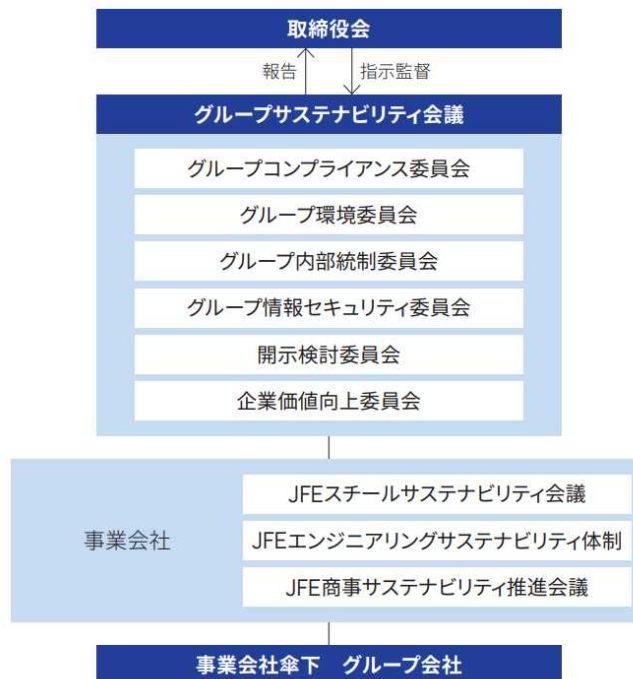 取締役会
報告 指示監督
グループサステナビリティ会議
グループコンプライアンス委員会
グループ環境委員会
グループ内部統制委員会
グループ情報セキュリティ委員会
開示検討委員会
企業価値向上委員会
事業会社
JFEスチールサステナビリティ会議
JFEエンジニアリングサステナビリティ体制
JFE商事サステナビリティ推進会議
事業会社傘下　グループ会社